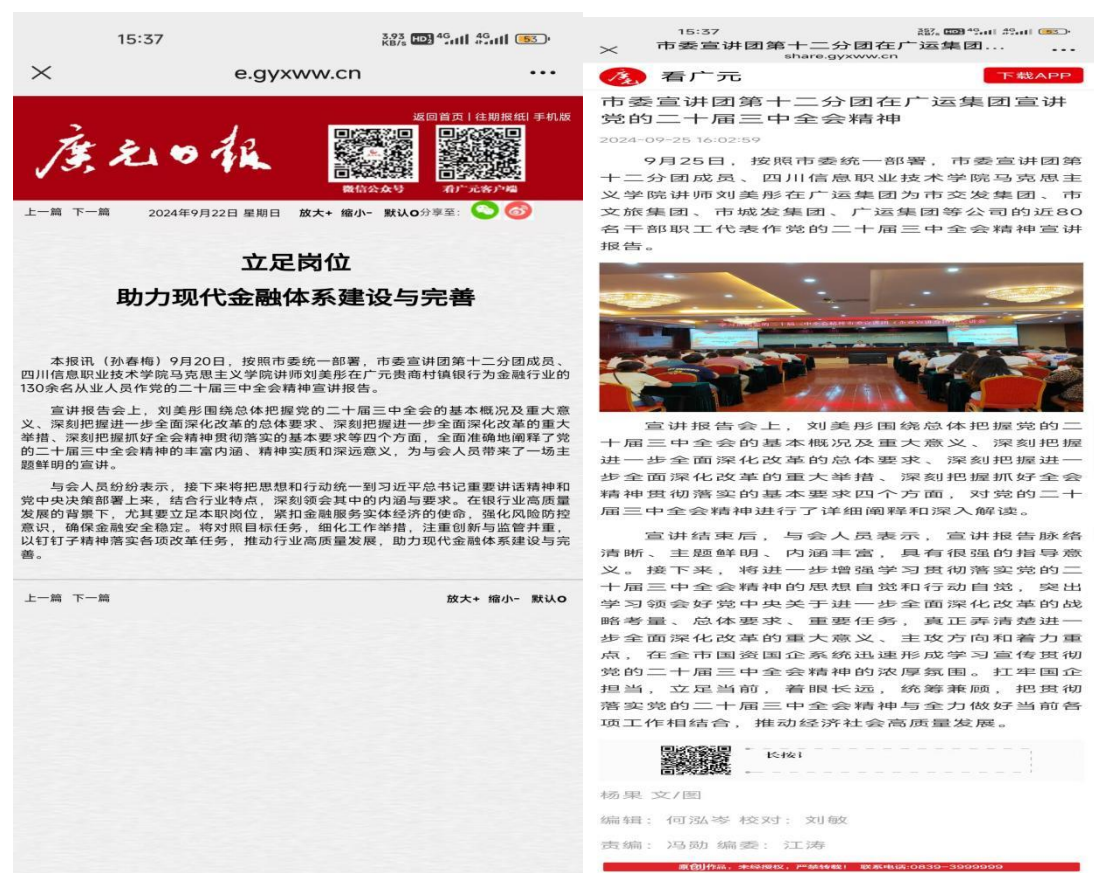 15:37
3.93 KB/s HD 4G 4G 53
e.gyxww.cn
返回首页|往期报纸|手机版
廣元日報
微信公众号 看广元客户端
上一篇 下一篇 2024年9月22日 星期日 放大+ 缩小- 默认O 分享至：
立足岗位
助力现代金融体系建设与完善
本报讯（孙春梅）9月20日，按照市委统一部署，市委宣讲团第十二分团成员、
四川信息职业技术学院马克思主义学院讲师刘美彤在广元贵商村镇银行为金融行业的
130余名从业人员作党的二十届三中全会精神宣讲报告。
宣讲报告会上，刘美彤围绕总体把握党的二十届三中全会的基本概况及重大意
义、深刻把握进一步全面深化改革的总体要求、深刻把握进一步全面深化改革的重大
举措、深刻把握抓好全会精神贯彻落实的基本要求等四个方面，全面准确地阐释了党
的二十届三中全会精神的丰富内涵、精神实质和深远意义，为与会人员带来了一场主
题鲜明的宣讲。
与会人员纷纷表示，接下来将把思想和行动统一到习近平总书记重要讲话精神和
党中央决策部署上来，结合行业特点，深刻领会其中的内涵与要求。在银行业高质量
发展的背景下，尤其要立足本职岗位，紧扣金融服务实体经济的使命，强化风险防控
意识，确保金融安全稳定。将对照目标任务，细化工作举措，注重创新与监管并重，
以钉钉子精神落实各项改革任务，推动行业高质量发展，助力现代金融体系建设与完
善。
上一篇 下一篇 放大+ 缩小- 默认O
15:37
HD 4G 4G 53
市委宣讲团第十二分团在广运集团...
share.gyxww.cn
看广元 下载APP
市委宣讲团第十二分团在广运集团宣讲
党的二十届三中全会精神
2024-09-25 16:02:59
9月25日，按照市委统一部署，市委宣讲团第
十二分团成员、四川信息职业技术学院马克思主
义学院讲师刘美彤在广运集团为市交发集团、市
文旅集团、市城发集团、广运集团等公司的近80
名干部职工代表作党的二十届三中全会精神宣讲
报告。
宣讲报告会上，刘美彤围绕总体把握党的二
十届三中全会的基本概况及重大意义、深刻把握
进一步全面深化改革的总体要求、深刻把握进一
步全面深化改革的重大举措、深刻把握抓好全会
精神贯彻落实的基本要求四个方面，对党的二十
届三中全会精神进行了详细阐释和深入解读。
宣讲结束后，与会人员表示，宣讲报告脉络
清晰、主题鲜明、内涵丰富，具有很强的指导意
义。接下来，将进一步增强学习贯彻落实党的二
十届三中全会精神的思想自觉和行动自觉，突出
学习领会好党中央关于进一步全面深化改革的战
略考量、总体要求、重要任务，真正弄清楚进一
步全面深化改革的重大意义、主攻方向和着力重
点，在全市国资国企系统迅速形成学习宣传贯彻
党的二十届三中全会精神的浓厚氛围。扛牢国企
担当，立足当前，着眼长远，统筹兼顾，把贯彻
落实党的二十届三中全会精神与全力做好当前各
项工作相结合，推动经济社会高质量发展。
长按
杨果 文/图
编辑：何泓岑 校对：刘敏
责编：冯勋 编委：江涛
原创作品，未经授权，严禁转载！ 联系电话:0839-3999999